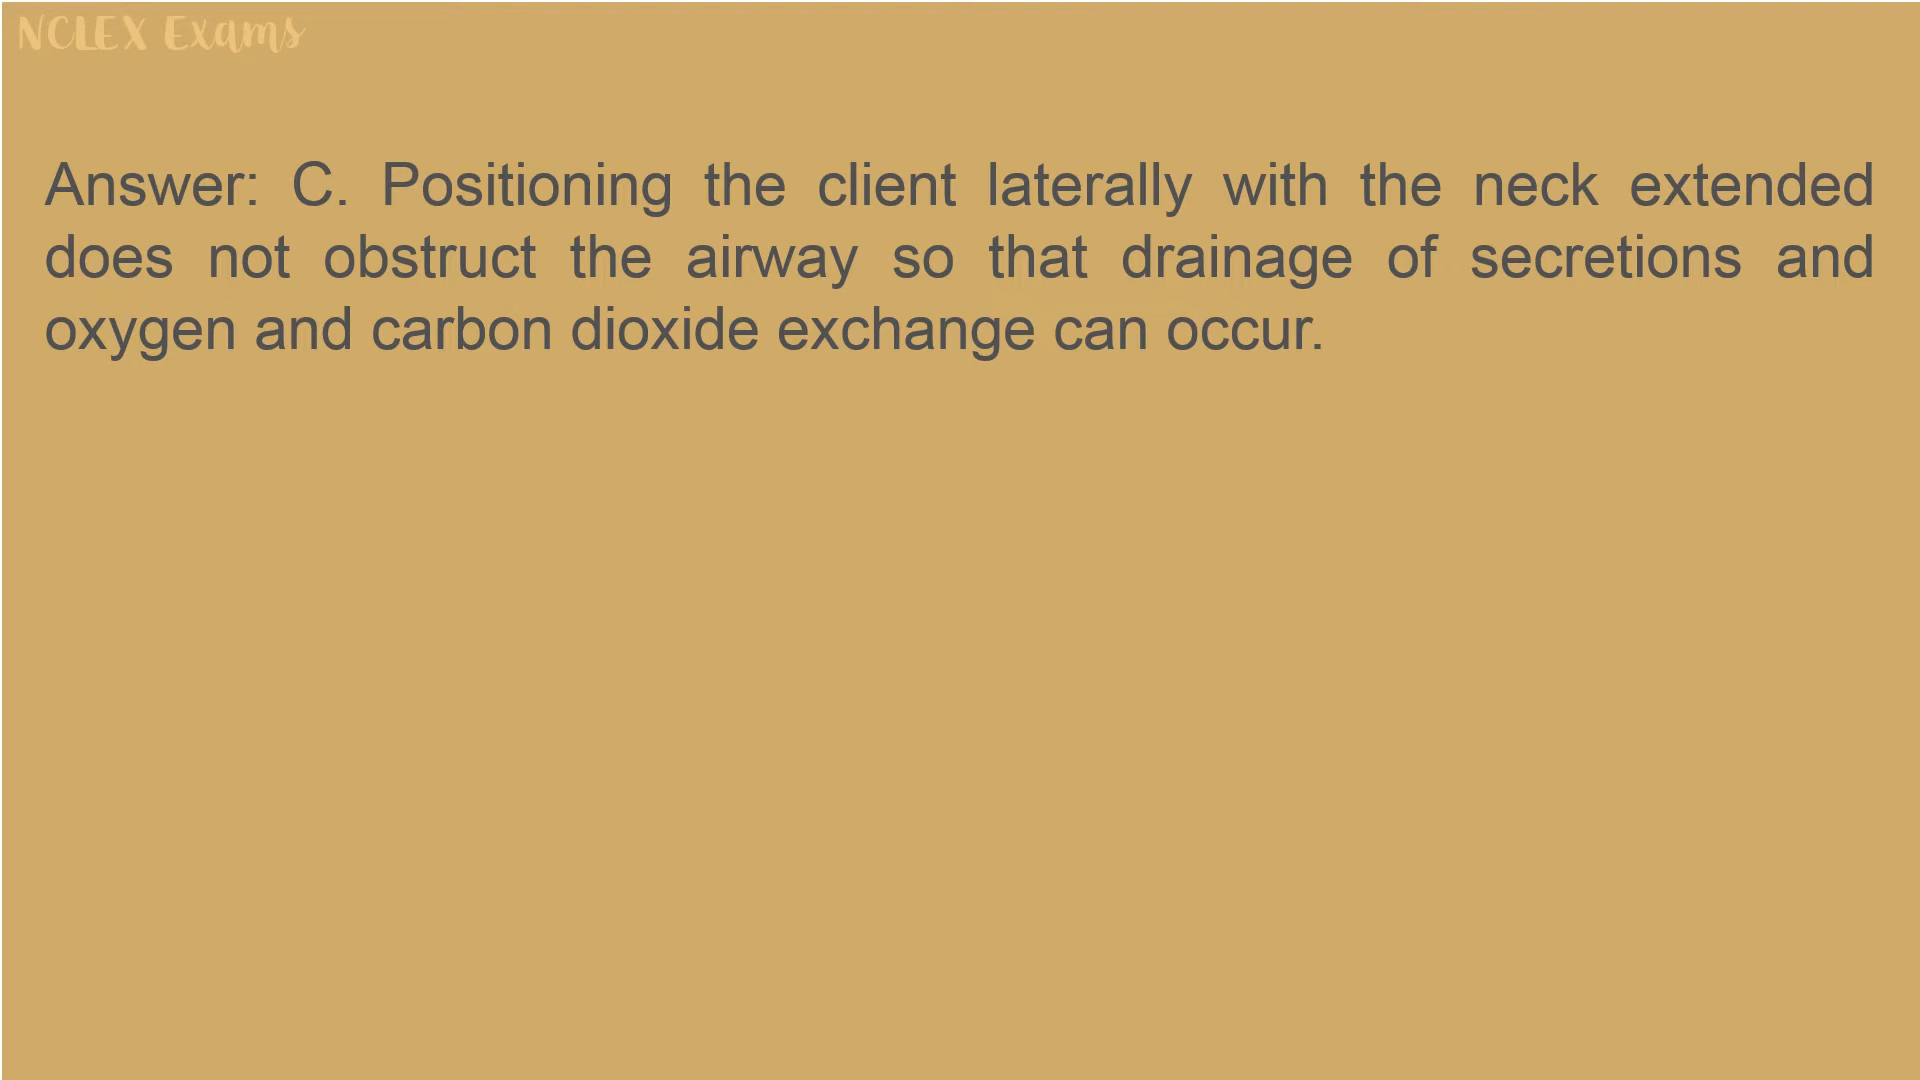 NCLEX Exams
Answer: C. Positioning the client laterally with the neck extended
does not obstruct the airway so that drainage of secretions and
oxygen and carbon dioxide exchange can occur.